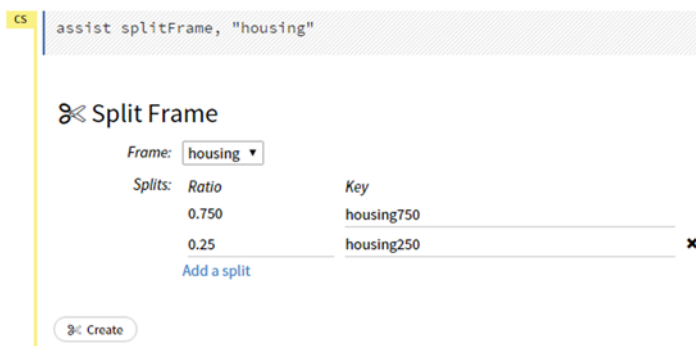 CS
assist splitFrame, "housing"
Split Frame
Frame: housing
Splits: Ratio Key
0.750 housing750
0.25 housing250
Add a split
Create